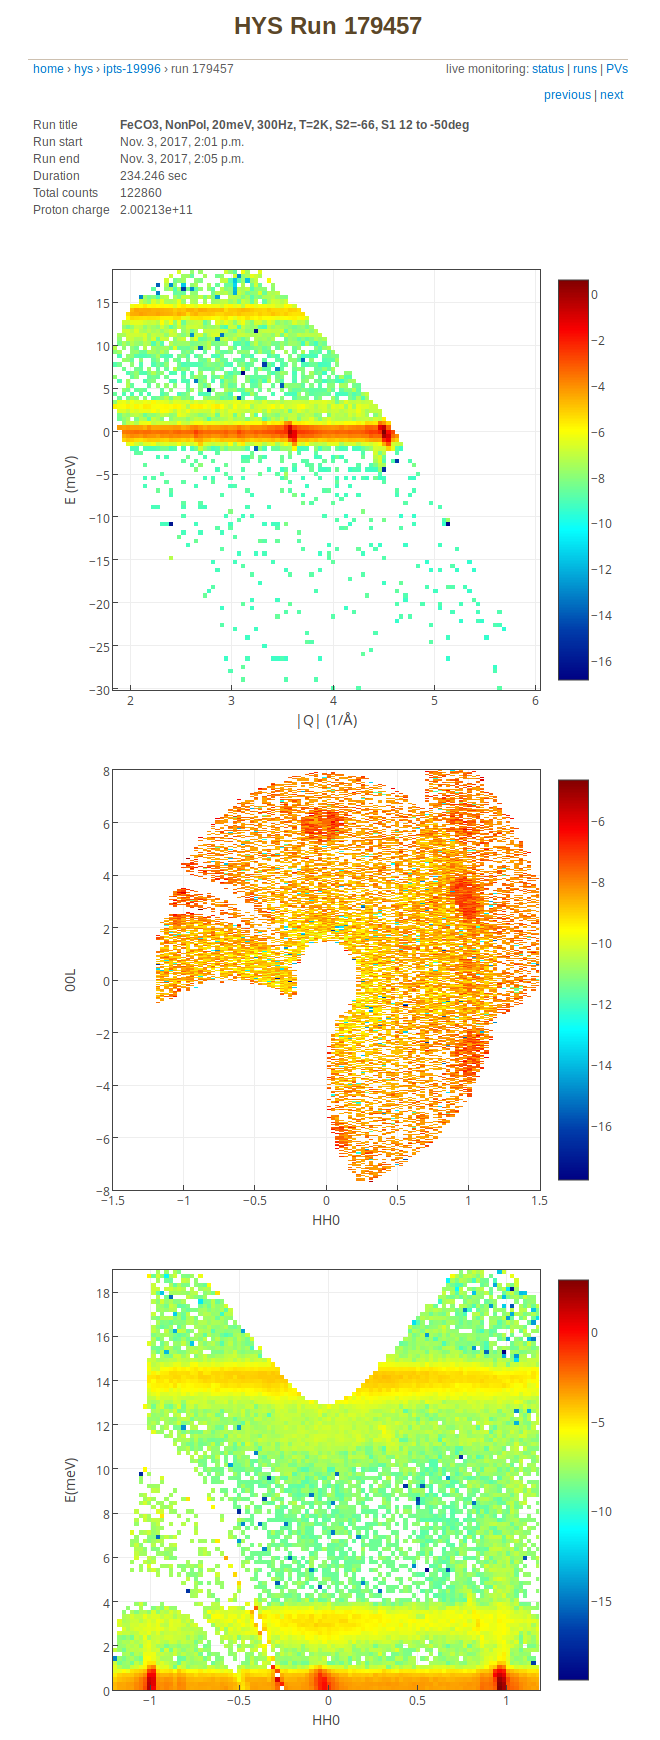 HYS Run 179457
home › hys › ipts-19996 › run 179457
live monitoring: status | runs | PVs
previous | next
Run title FeCO3, NonPol, 20meV, 300Hz, T=2K, S2=-66, S1 12 to -50deg
Run start Nov. 3, 2017, 2:01 p.m.
Run end Nov. 3, 2017, 2:05 p.m.
Duration 234.246 sec
Total counts 122860
Proton charge 2.00213e+11
15
10
5
0
−5
−10
−15
−20
−25
−30
E (meV)
2 3 4 5 6
|Q| (1/Å)
0
−2
−4
−6
−8
−10
−12
−14
−16
8
6
4
2
0
−2
−4
−6
−8
00L
−1.5 −1 −0.5 0 0.5 1 1.5
HH0
−6
−8
−10
−12
−14
−16
18
16
14
12
10
8
6
4
2
0
E(meV)
−1 −0.5 0 0.5 1
HH0
0
−5
−10
−15